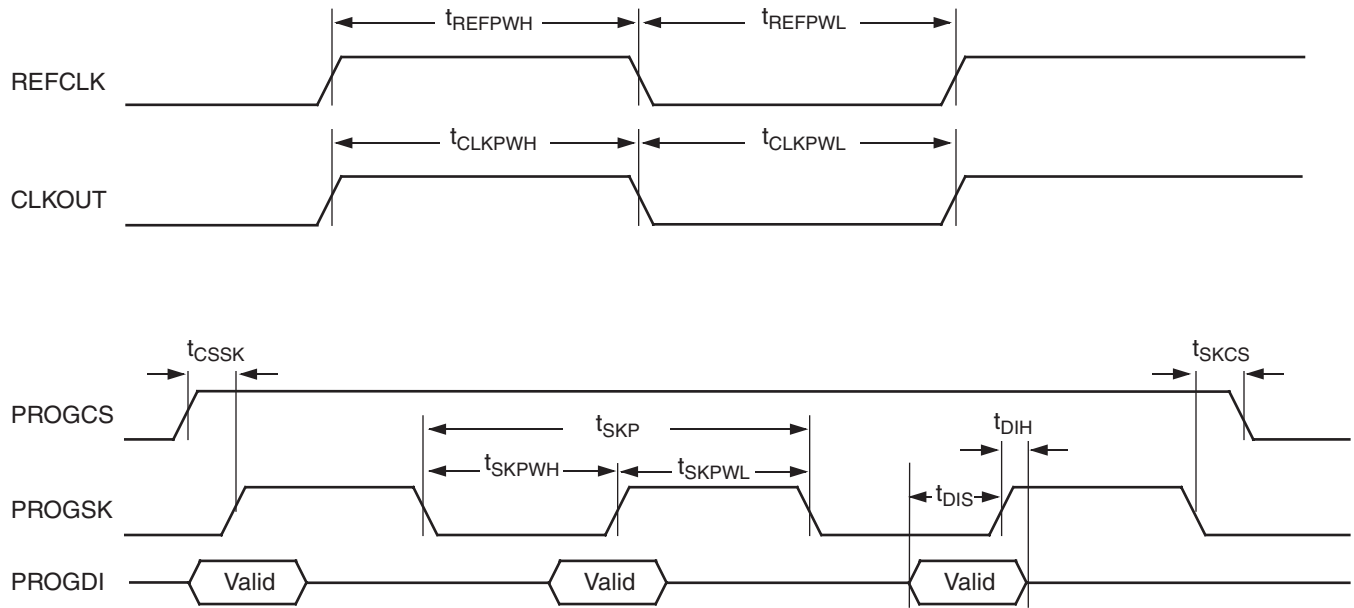 tREFPWH tREFPWL
REFCLK
tCLKPWH tCLKPWL
CLKOUT
tCSSK tSKCS
PROGCS
tSKP tDIH
tSKPWH tSKPWL
tDIS
PROGSK
PROGDI Valid Valid Valid